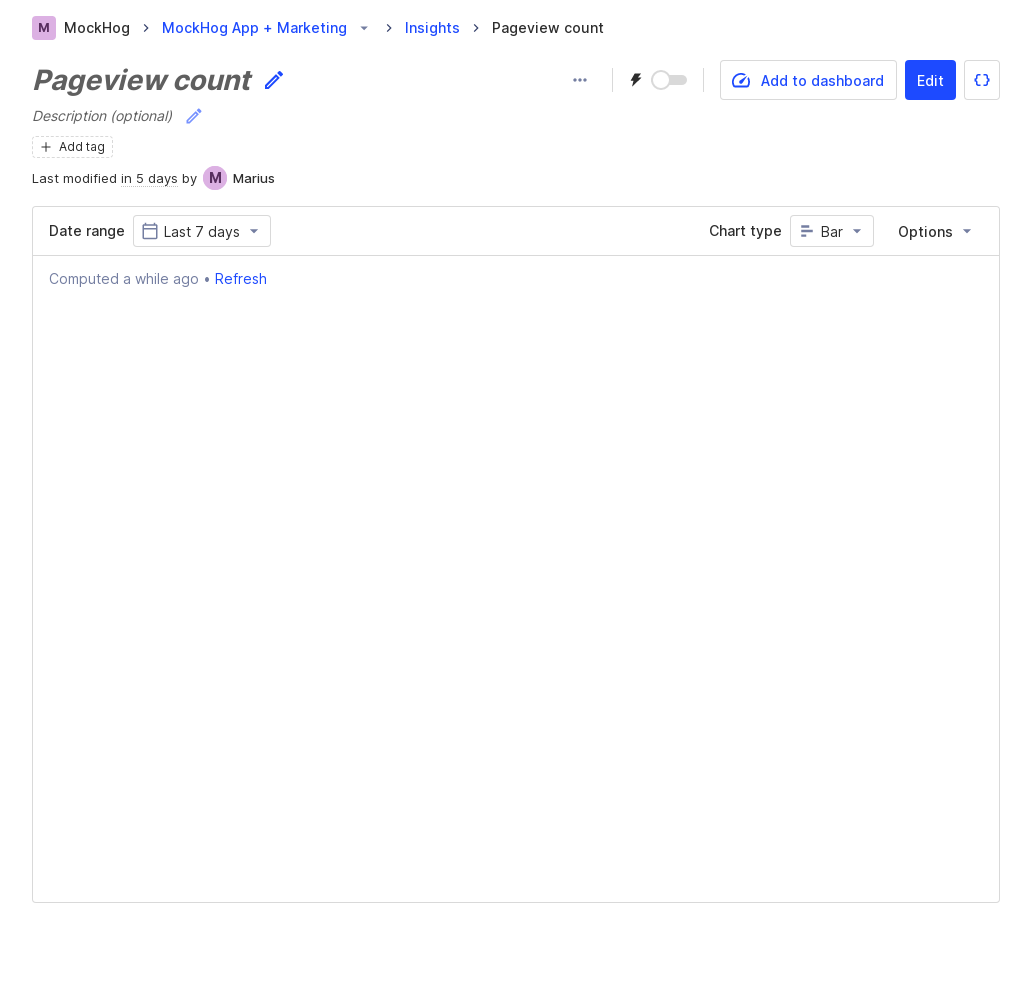 M MockHog MockHog App + Marketing Insights Pageview count
Pageview count
Add to dashboard Edit {}
Description (optional)
+ Add tag
Last modified in 5 days by M Marius
Date range Last 7 days Chart type Bar Options
Computed a while ago • Refresh